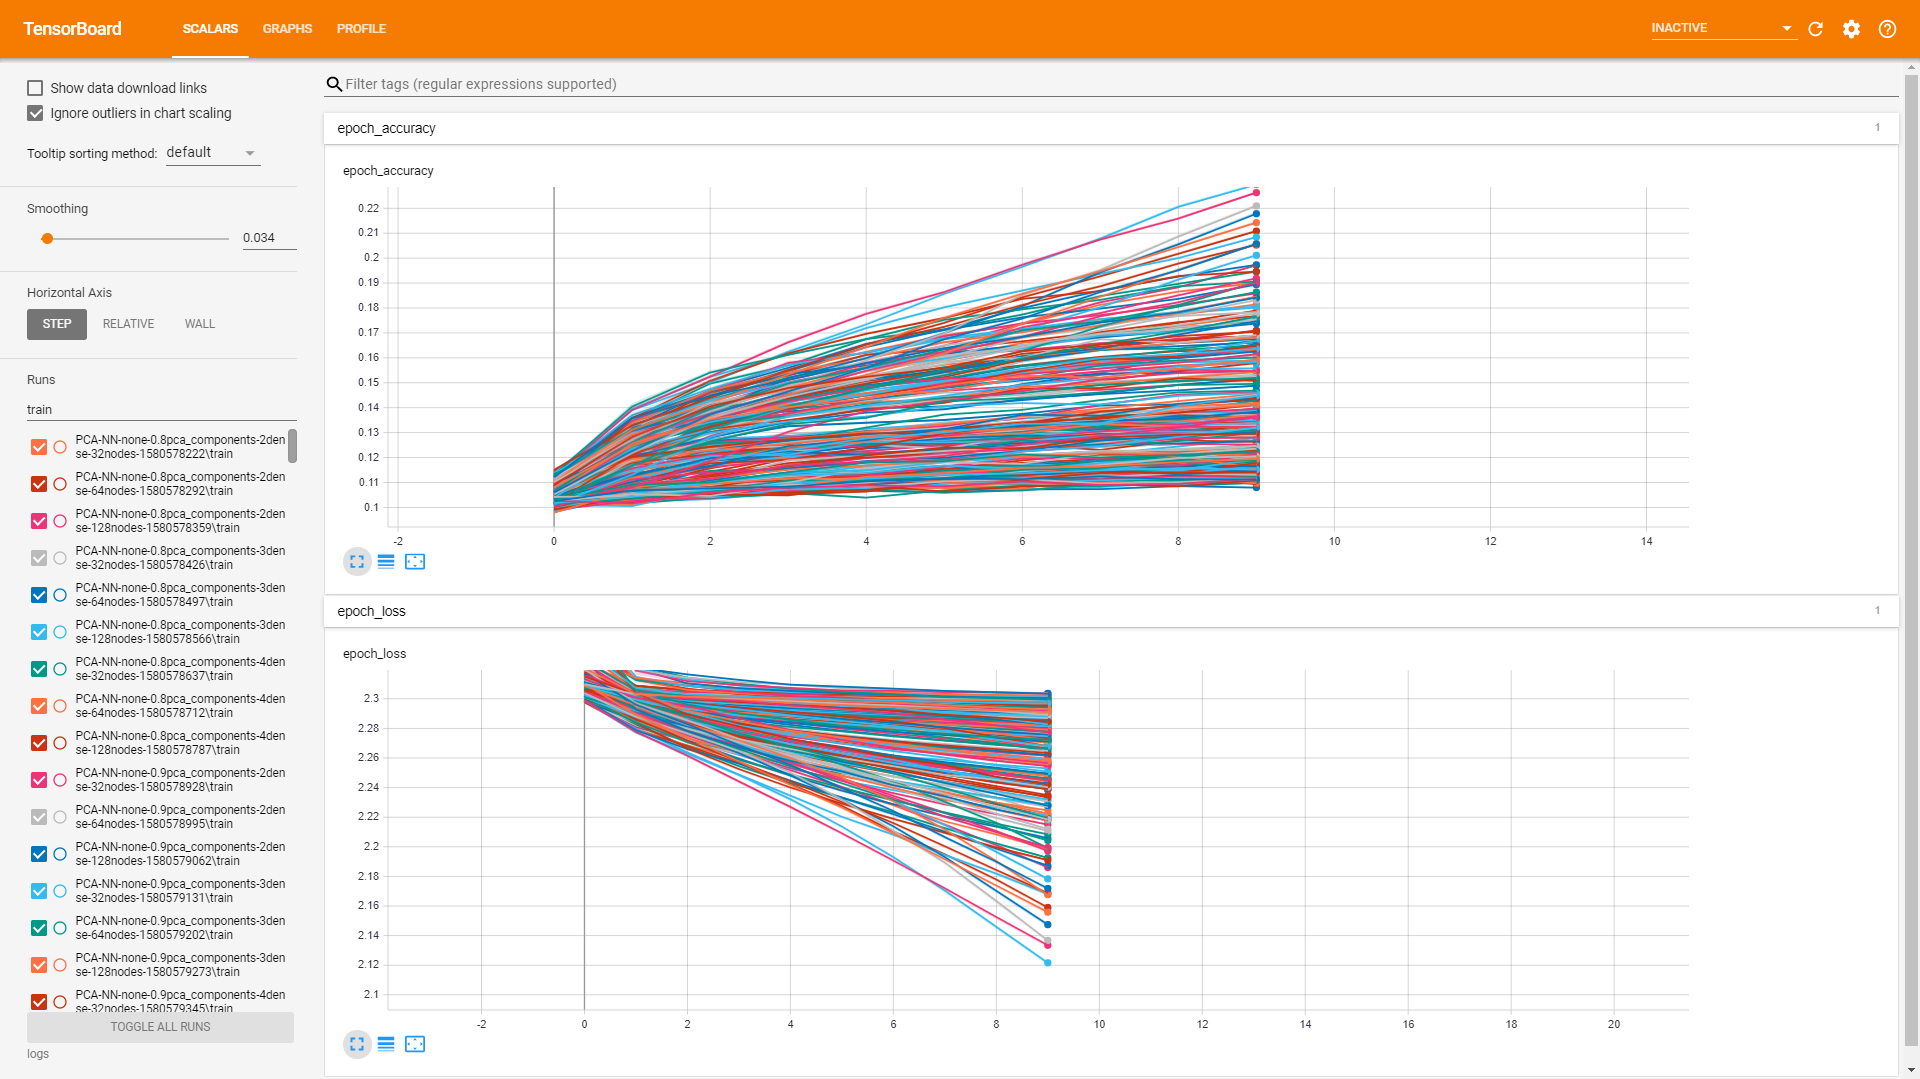 TensorBoard
SCALARS
GRAPHS
PROFILE
INACTIVE
Show data download links
Ignore outliers in chart scaling
Tooltip sorting method:
default
Smoothing
0.034
Horizontal Axis
STEP
RELATIVE
WALL
Runs
train
PCA-NN-none-0.8pca_components-2den
se-32nodes-1580578222\train
PCA-NN-none-0.8pca_components-2den
se-64nodes-1580578292\train
PCA-NN-none-0.8pca_components-2den
se-128nodes-1580578359\train
PCA-NN-none-0.8pca_components-3den
se-32nodes-1580578426\train
PCA-NN-none-0.8pca_components-3den
se-64nodes-1580578497\train
PCA-NN-none-0.8pca_components-3den
se-128nodes-1580578566\train
PCA-NN-none-0.8pca_components-4den
se-32nodes-1580578637\train
PCA-NN-none-0.8pca_components-4den
se-64nodes-1580578712\train
PCA-NN-none-0.8pca_components-4den
se-128nodes-1580578787\train
PCA-NN-none-0.9pca_components-2den
se-32nodes-1580578928\train
PCA-NN-none-0.9pca_components-2den
se-64nodes-1580578995\train
PCA-NN-none-0.9pca_components-2den
se-128nodes-1580579062\train
PCA-NN-none-0.9pca_components-3den
se-32nodes-1580579131\train
PCA-NN-none-0.9pca_components-3den
se-64nodes-1580579202\train
PCA-NN-none-0.9pca_components-3den
se-128nodes-1580579273\train
PCA-NN-none-0.9pca_components-4den
se-32nodes-1580579345\train
TOGGLE ALL RUNS
logs
Filter tags (regular expressions supported)
epoch_accuracy
1
epoch_accuracy
0.22
0.21
0.2
0.19
0.18
0.17
0.16
0.15
0.14
0.13
0.12
0.11
0.1
-2 0 2 4 6 8 10 12 14
epoch_loss
1
epoch_loss
2.3
2.28
2.26
2.24
2.22
2.2
2.18
2.16
2.14
2.12
2.1
-2 0 2 4 6 8 10 12 14 16 18 20